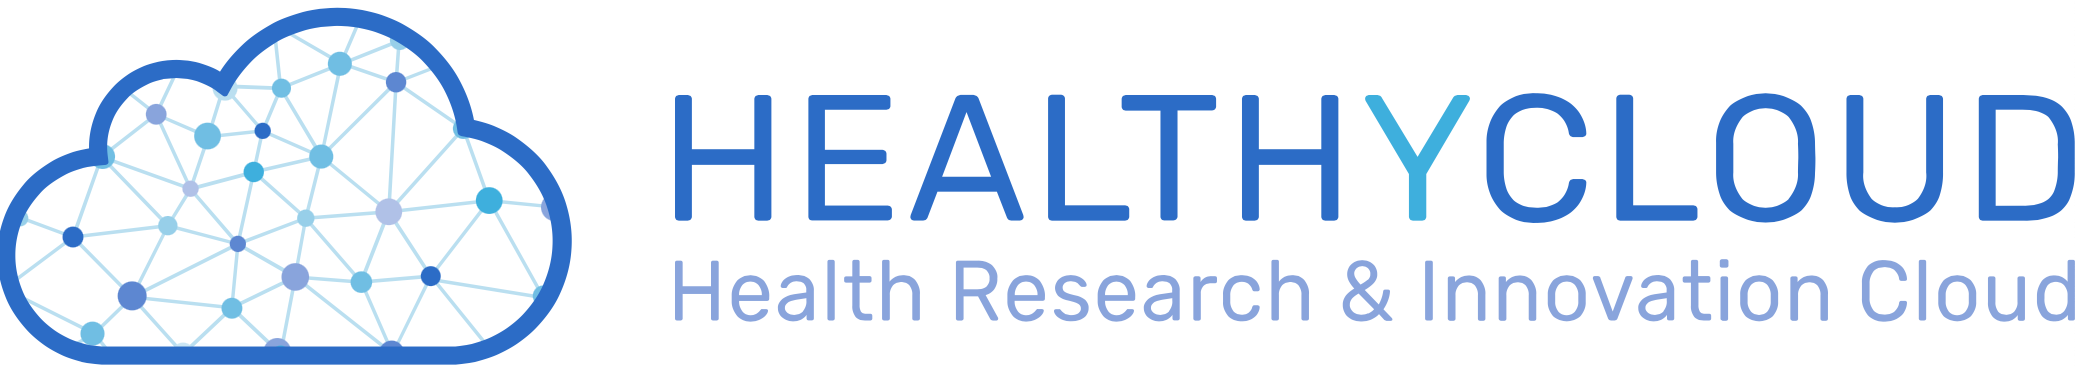 HEALTHYCLOUD
Health Research & Innovation Cloud